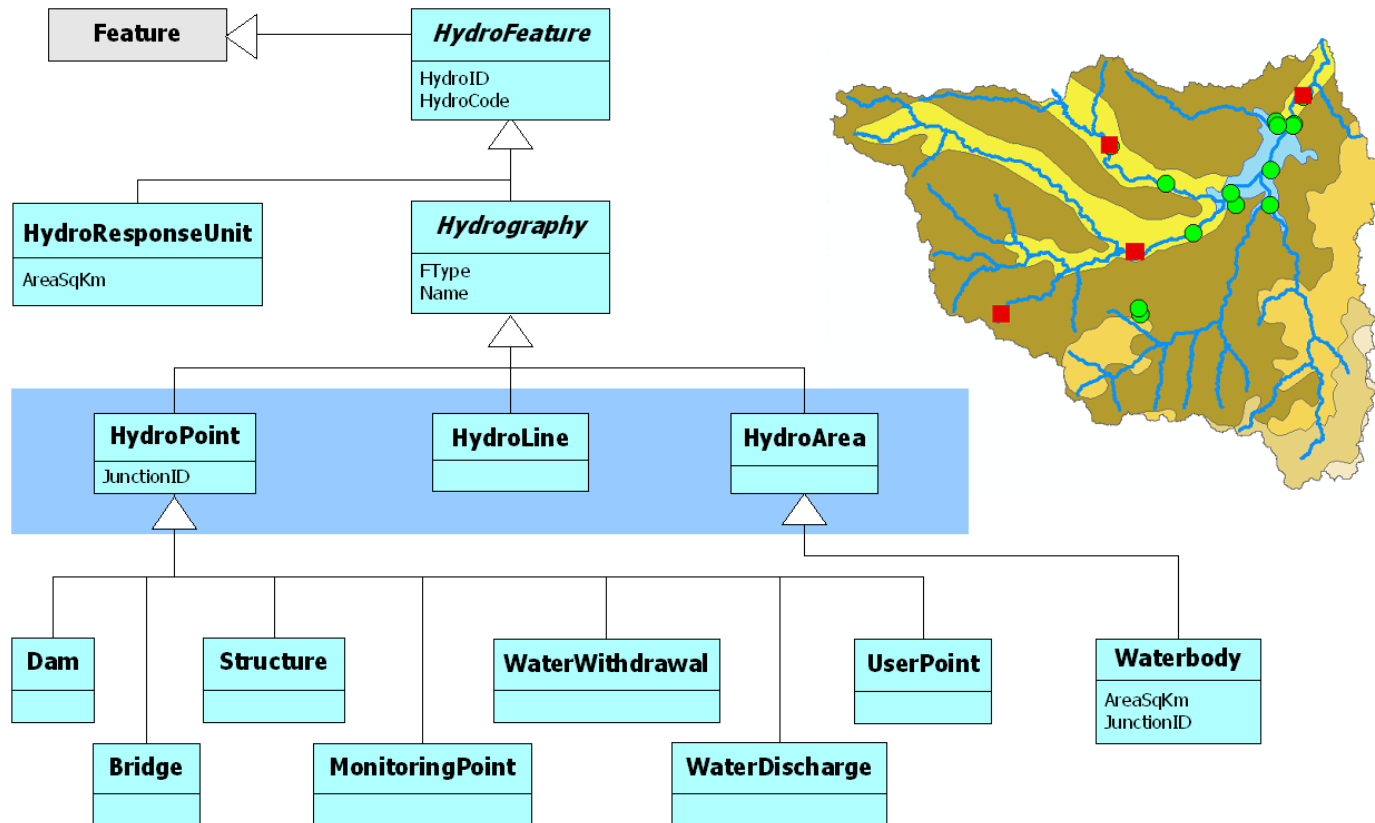 Feature
HydroFeature
HydroID
HydroCode
HydroResponseUnit
AreaSqKm
Hydrography
FType
Name
HydroPoint
JunctionID
HydroLine
HydroArea
Dam
Structure
WaterWithdrawal
UserPoint
Waterbody
AreaSqKm
JunctionID
Bridge
MonitoringPoint
WaterDischarge